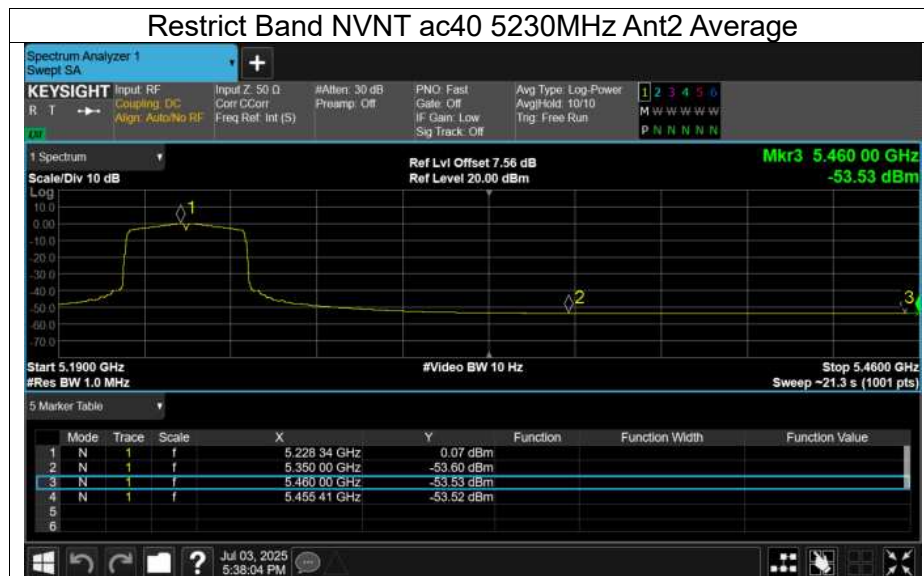 Restrict Band NVNT ac40 5230MHz Ant2 Average
Spectrum Analyzer 1
Swept SA
+
KEYSIGHT Input: RF Input Z: 50 Ω #Atten: 30 dB PNO: Fast Avg Type: Log-Power 1 2 3 4 5 6
R T Coupling: DC Corr CCorr Preamp: Off Gate: Off Avg|Hold: 10/10 M W W W W W
Align: Auto/No RF Freq Ref: Int (S) IF Gain: Low Trig: Free Run
Sig Track: Off P N N N N N
1 Spectrum Ref Lvl Offset 7.56 dB Mkr3 5.460 00 GHz
Scale/Div 10 dB Ref Level 20.00 dBm -53.53 dBm
Log
10.0
0.00
-10.0
-20.0
-30.0
-40.0
-50.0
-60.0
-70.0
1
2
3
Start 5.1900 GHz #Video BW 10 Hz Stop 5.4600 GHz
#Res BW 1.0 MHz Sweep ~21.3 s (1001 pts)
5 Marker Table
Mode Trace Scale X Y Function Function Width Function Value
1 N 1 f 5.228 34 GHz 0.07 dBm
2 N 1 f 5.350 00 GHz -53.60 dBm
3 N 1 f 5.460 00 GHz -53.53 dBm
4 N 1 f 5.455 41 GHz -53.52 dBm
5
6
? Jul 03, 2025
5:38:04 PM